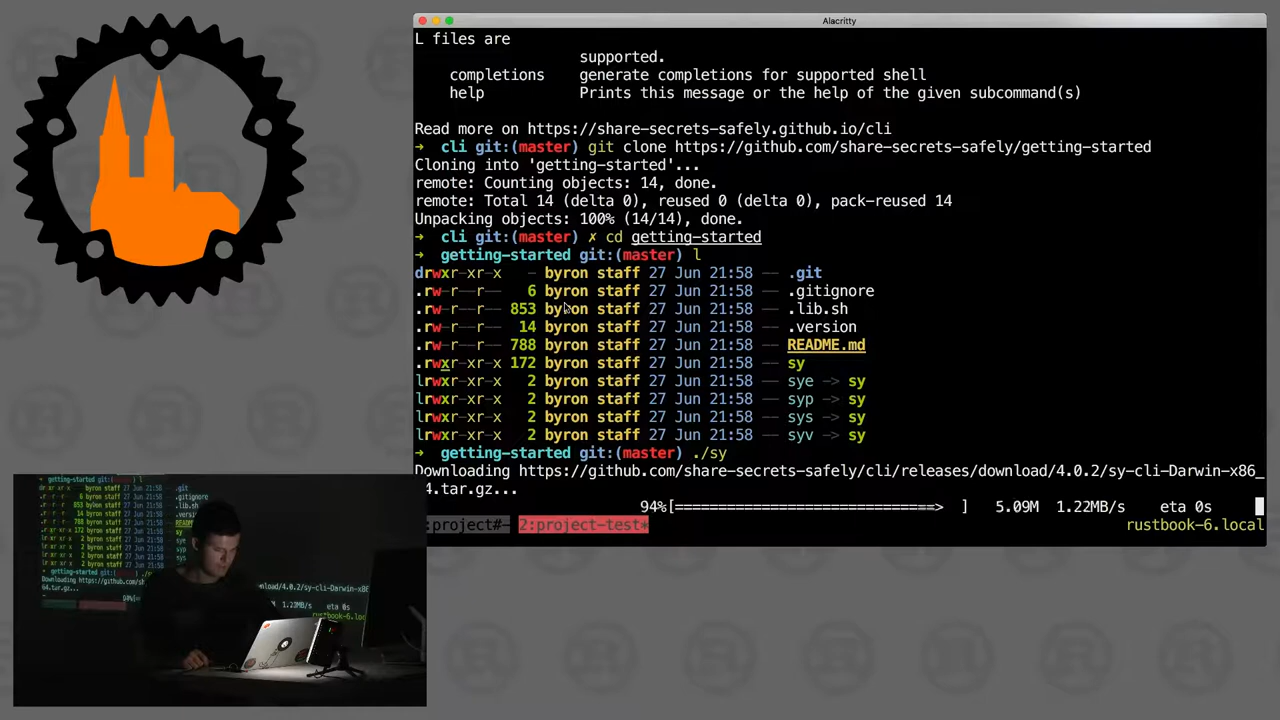 Alacritty
L files are
supported.
completions generate completions for supported shell
help Prints this message or the help of the given subcommand(s)
Read more on https://share-secrets-safely.github.io/cli
→ cli git:(master) git clone https://github.com/share-secrets-safely/getting-started
Cloning into 'getting-started'...
remote: Counting objects: 14, done.
remote: Total 14 (delta 0), reused 0 (delta 0), pack-reused 14
Unpacking objects: 100% (14/14), done.
→ cli git:(master) ✗ cd getting-started
→ getting-started git:(master) l
drwxr-xr-x - byron staff 27 Jun 21:58 -- .git
.rw-r--r-- 6 byron staff 27 Jun 21:58 -- .gitignore
.rw-r--r-- 853 byron staff 27 Jun 21:58 -- .lib.sh
.rw-r--r-- 14 byron staff 27 Jun 21:58 -- .version
.rw-r--r-- 788 byron staff 27 Jun 21:58 -- README.md
.rwxr-xr-x 172 byron staff 27 Jun 21:58 -- sy
lrwxr-xr-x 2 byron staff 27 Jun 21:58 -- sye -> sy
lrwxr-xr-x 2 byron staff 27 Jun 21:58 -- syp -> sy
lrwxr-xr-x 2 byron staff 27 Jun 21:58 -- sys -> sy
lrwxr-xr-x 2 byron staff 27 Jun 21:58 -- syv -> sy
→ getting-started git:(master) ./sy
Downloading https://github.com/share-secrets-safely/cli/releases/download/4.0.2/sy-cli-Darwin-x86_
4.tar.gz...
94%[=============================> ] 5.09M 1.22MB/s eta 0s
:project#- 2:project-test*
rustbook-6.local